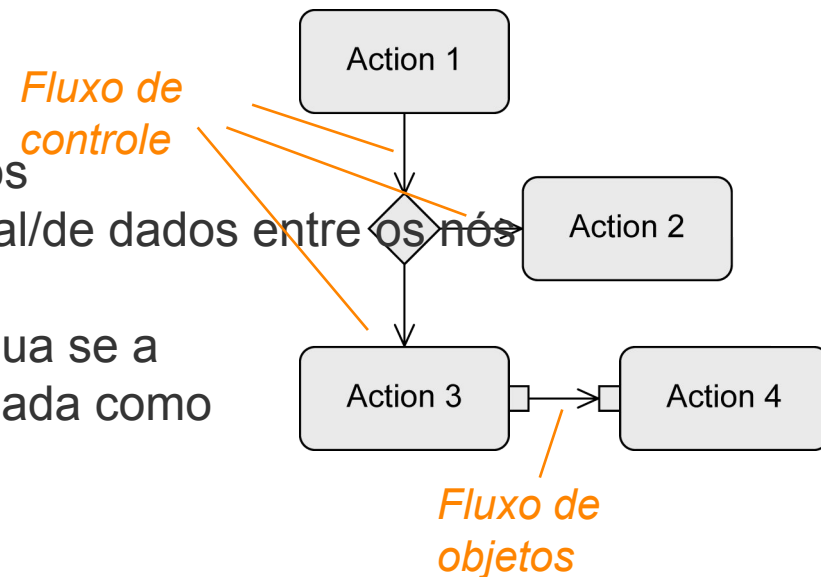 Action 1
Fluxo de
controle
os
al/de dados entre os nós
Action 2
ua se a
ada como
Action 3
Action 4
Fluxo de
objetos